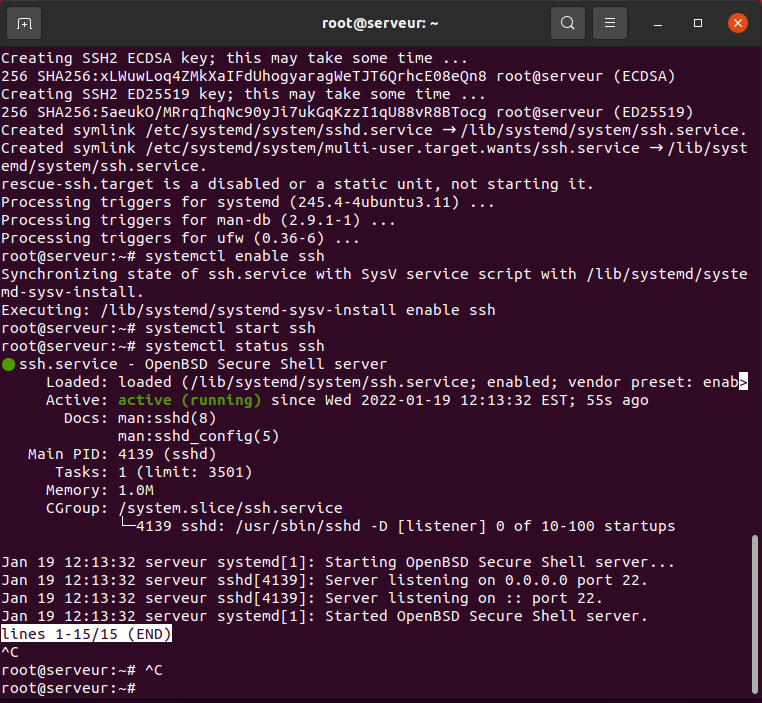 root@serveur: ~
Creating SSH2 ECDSA key; this may take some time ...
256 SHA256:xLWuwLoq4ZMkXaIFdUhogyaragWeTJT6QrhcE08eQn8 root@serveur (ECDSA)
Creating SSH2 ED25519 key; this may take some time ...
256 SHA256:5aeukO/MRrqIhqNc90yJi7ukGqKzzI1qU88vR8BTocg root@serveur (ED25519)
Created symlink /etc/systemd/system/sshd.service → /lib/systemd/system/ssh.service.
Created symlink /etc/systemd/system/multi-user.target.wants/ssh.service → /lib/syst
emd/system/ssh.service.
rescue-ssh.target is a disabled or a static unit, not starting it.
Processing triggers for systemd (245.4-4ubuntu3.11) ...
Processing triggers for man-db (2.9.1-1) ...
Processing triggers for ufw (0.36-6) ...
root@serveur:~# systemctl enable ssh
Synchronizing state of ssh.service with SysV service script with /lib/systemd/syste
md-sysv-install.
Executing: /lib/systemd/systemd-sysv-install enable ssh
root@serveur:~# systemctl start ssh
root@serveur:~# systemctl status ssh
● ssh.service - OpenBSD Secure Shell server
Loaded: loaded (/lib/systemd/system/ssh.service; enabled; vendor preset: enab>
Active: active (running) since Wed 2022-01-19 12:13:32 EST; 55s ago
Docs: man:sshd(8)
man:sshd_config(5)
Main PID: 4139 (sshd)
Tasks: 1 (limit: 3501)
Memory: 1.0M
CGroup: /system.slice/ssh.service
└─4139 sshd: /usr/sbin/sshd -D [listener] 0 of 10-100 startups
Jan 19 12:13:32 serveur systemd[1]: Starting OpenBSD Secure Shell server...
Jan 19 12:13:32 serveur sshd[4139]: Server listening on 0.0.0.0 port 22.
Jan 19 12:13:32 serveur sshd[4139]: Server listening on :: port 22.
Jan 19 12:13:32 serveur systemd[1]: Started OpenBSD Secure Shell server.
lines 1-15/15 (END)
^C
root@serveur:~# ^C
root@serveur:~#